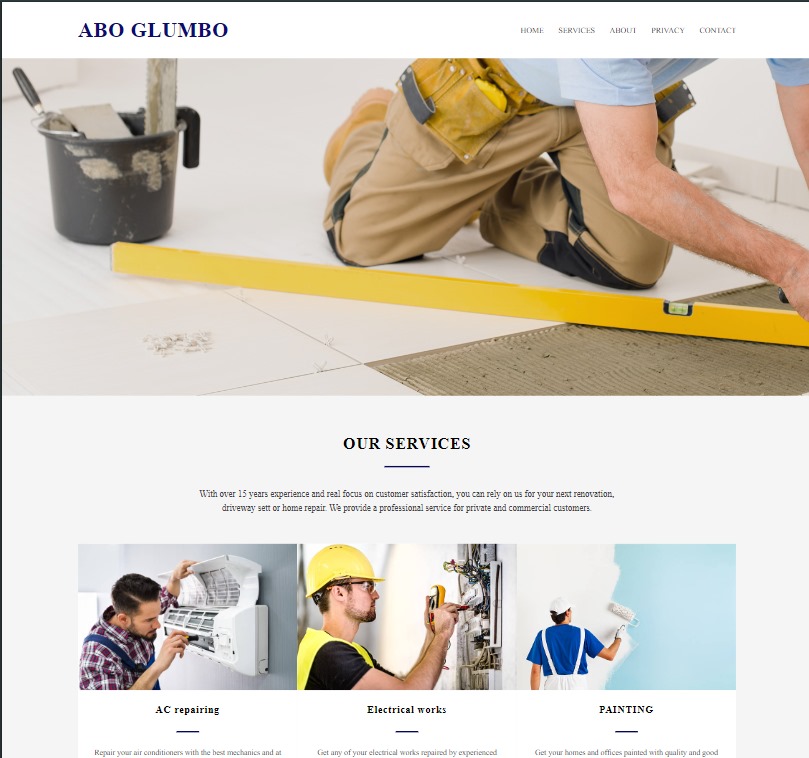 ABO GLUMBO
HOME SERVICES ABOUT PRIVACY CONTACT
OUR SERVICES
With over 15 years experience and real focus on customer satisfaction, you can rely on us for your next renovation,
driveway sett or home repair. We provide a professional service for private and commercial customers.
AC repairing
Electrical works
PAINTING
Repair your air conditioners with the best mechanics and at
Get any of your electrical works repaired by experienced
Get your homes and offices painted with quality and good